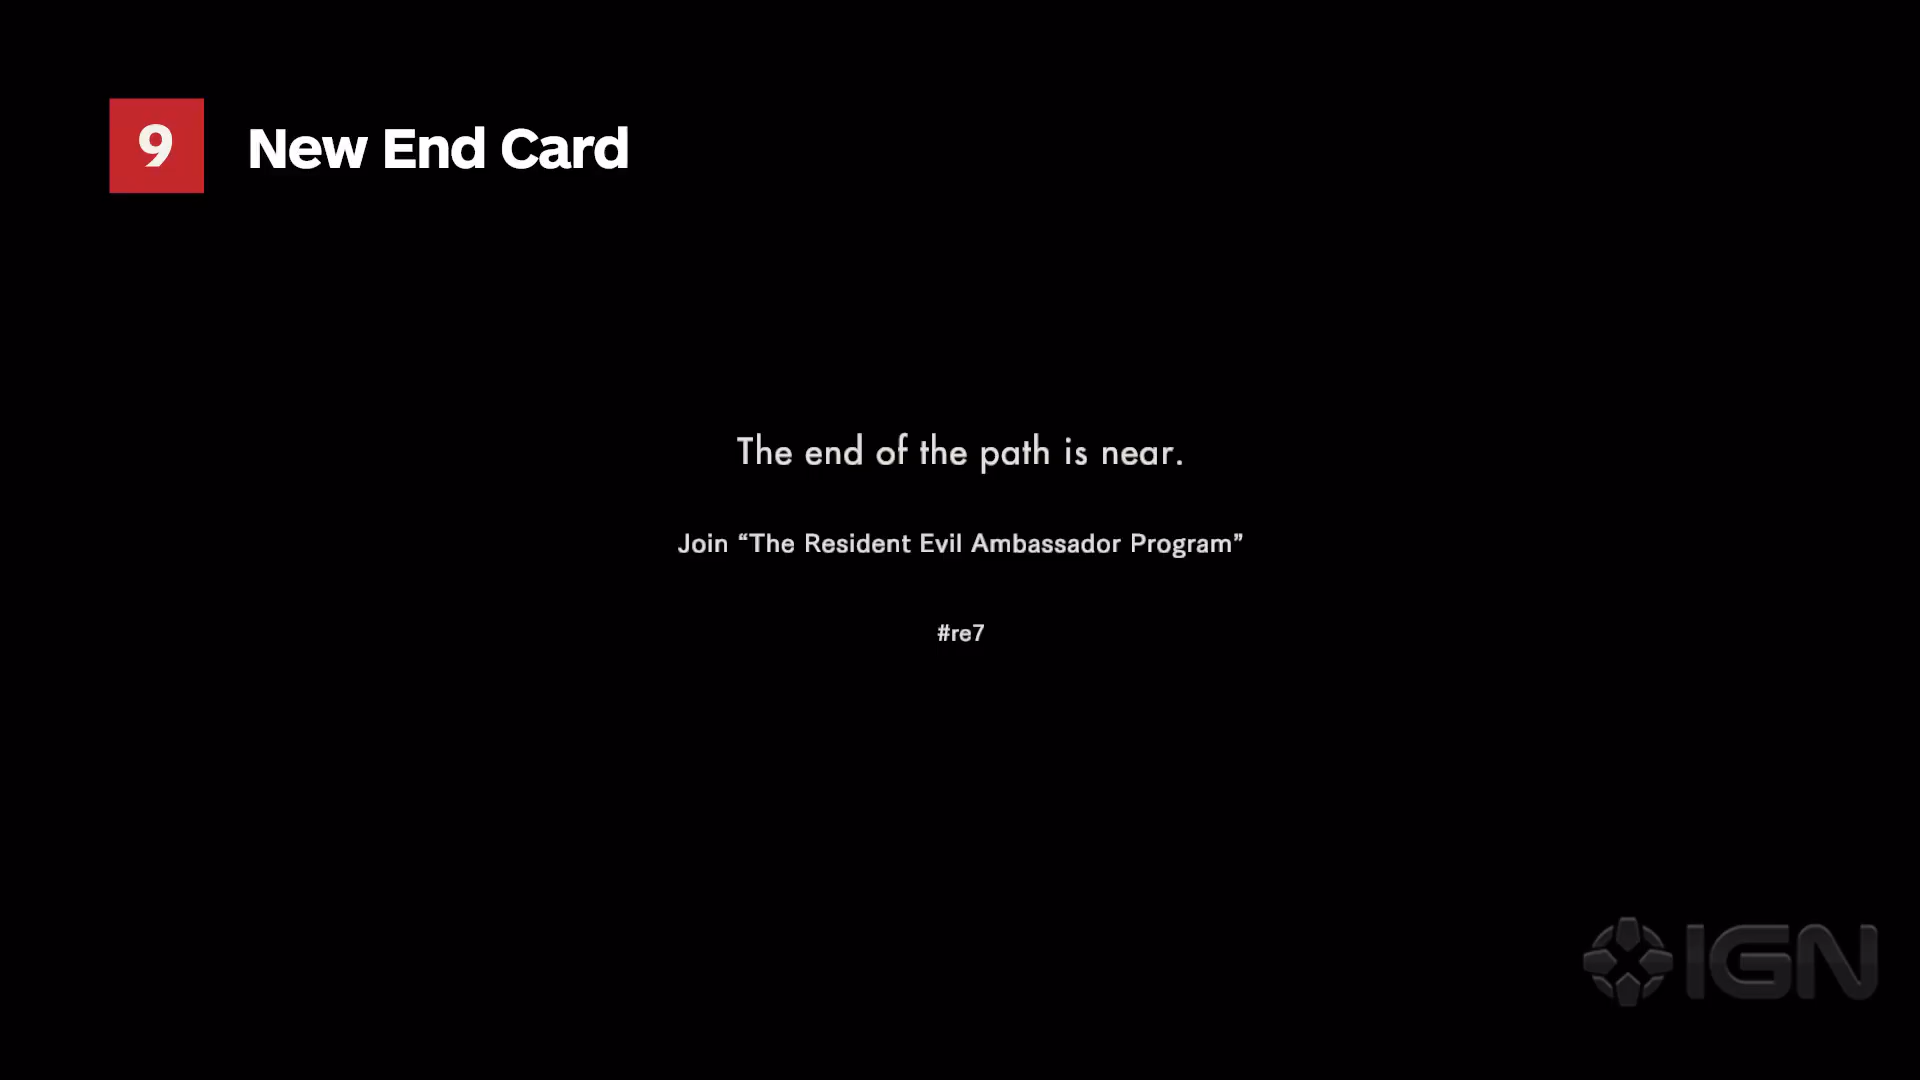 9
New End Card
The end of the path is near.
Join “The Resident Evil Ambassador Program”
#re7
IGN